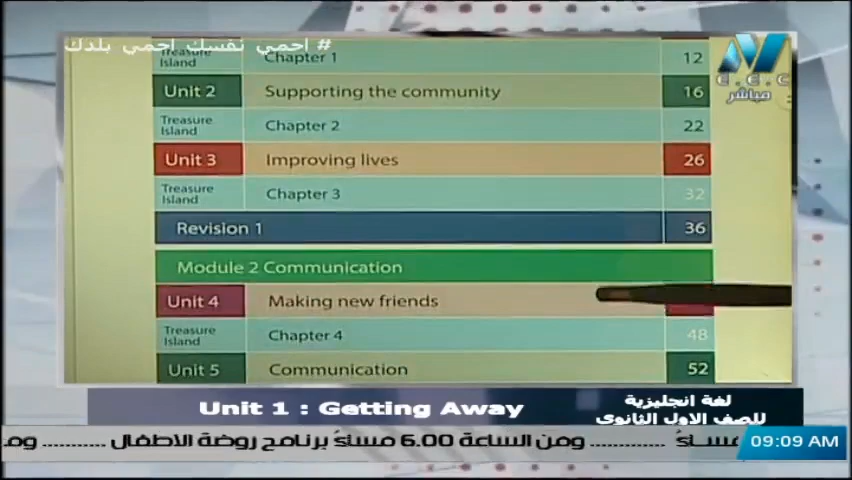 # احمي نفسك احمي بلدك
E.E.C
مباشر
Treasure Island Chapter 1 12
Unit 2 Supporting the community 16
Treasure Island Chapter 2 22
Unit 3 Improving lives 26
Treasure Island Chapter 3 32
Revision 1 36
Module 2 Communication
Unit 4 Making new friends
Treasure Island Chapter 4 48
Unit 5 Communication 52
Unit 1 : Getting Away
لغة انجليزية
للصف الاول الثانوى
ومن الساعة 6.00 مساءً برنامج روضة الاطفال
09:09 AM